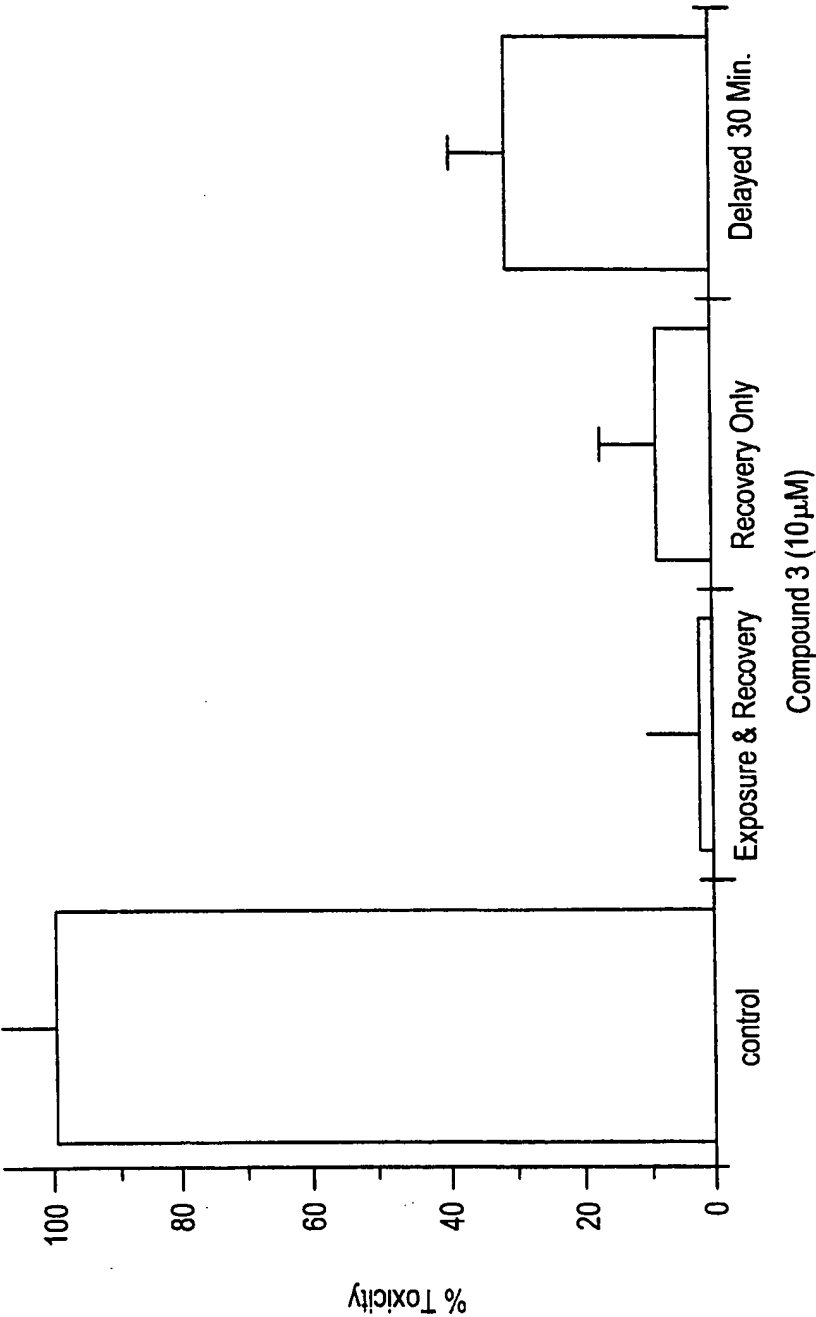 % Toxicity
100
80
60
40
20
0
control
Exposure & Recovery
Recovery Only
Delayed 30 Min.
Compound 3 (10μM)